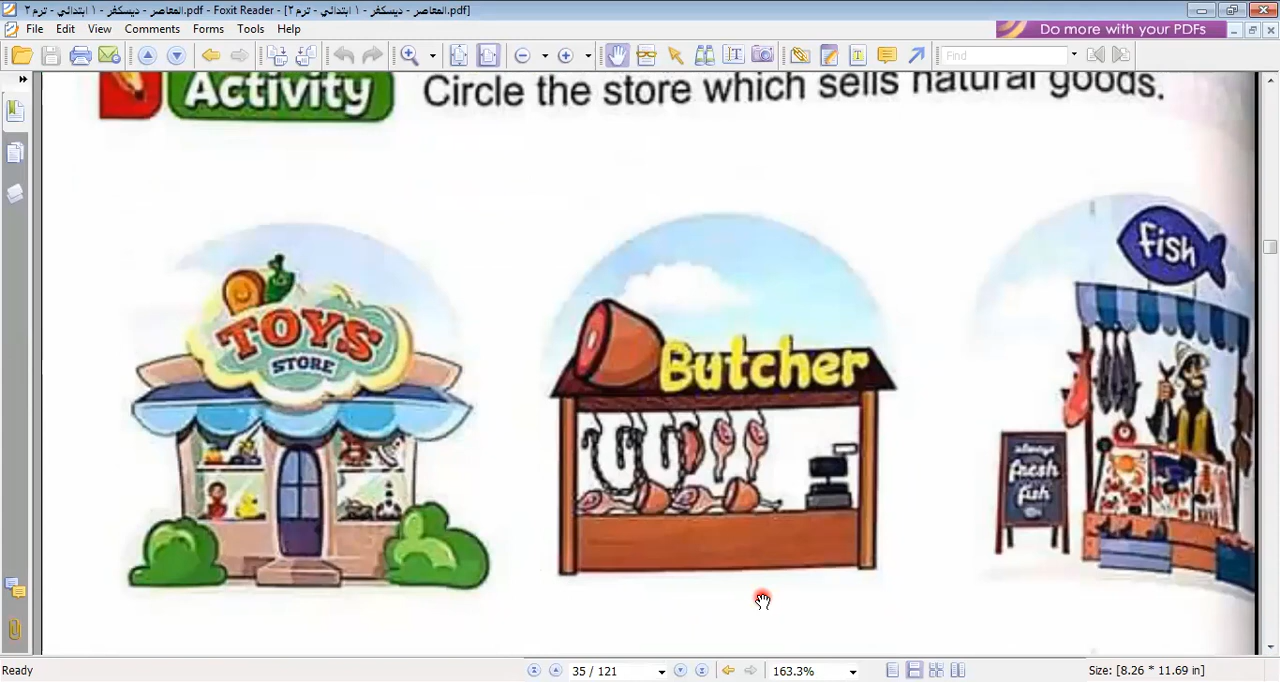 المعاصر - ديسكفر - ١ ابتدائي - ترم ٢.pdf - Foxit Reader - [المعاصر - ديسكفر - ١ ابتدائي - ترم ٢.pdf]
File Edit View Comments Forms Tools Help
Do more with your PDFs
Find
Activity Circle the store which sells natural goods.
TOYS
STORE
Butcher
fish
always
fresh
fish
Ready
35 / 121
163.3%
Size: [8.26 * 11.69 in]